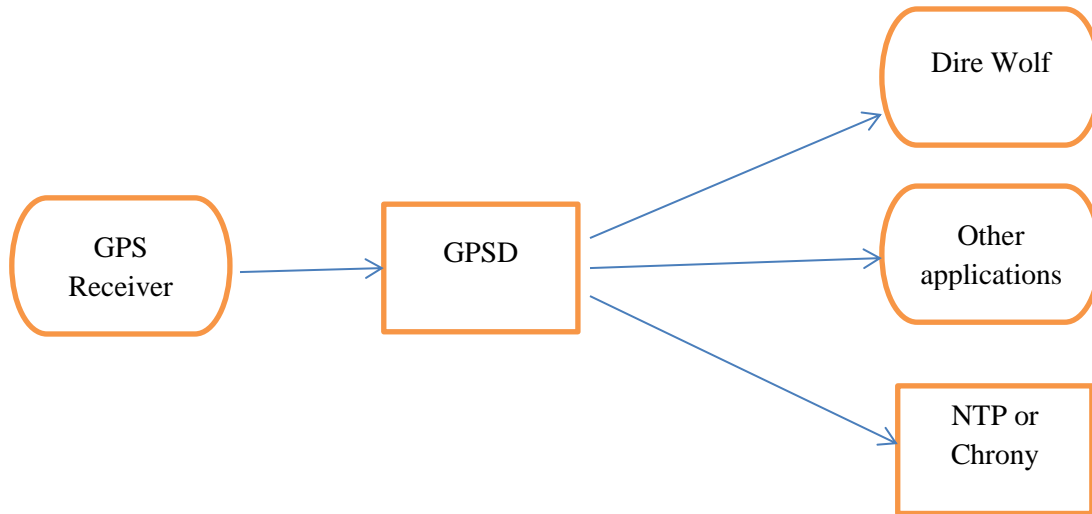 Dire Wolf
GPS
Receiver
GPSD
Other
applications
NTP or
Chrony